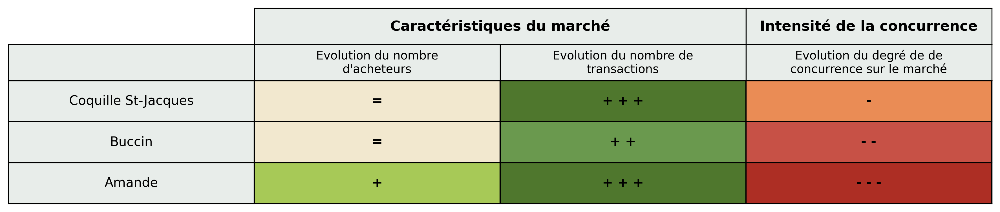 Caractéristiques du marché
Intensité de la concurrence
Evolution du nombre
d'acheteurs
Evolution du nombre de
transactions
Evolution du degré de de
concurrence sur le marché
Coquille St-Jacques
=
+ + +
-
Buccin
=
+ +
- -
Amande
+
+ + +
- - -